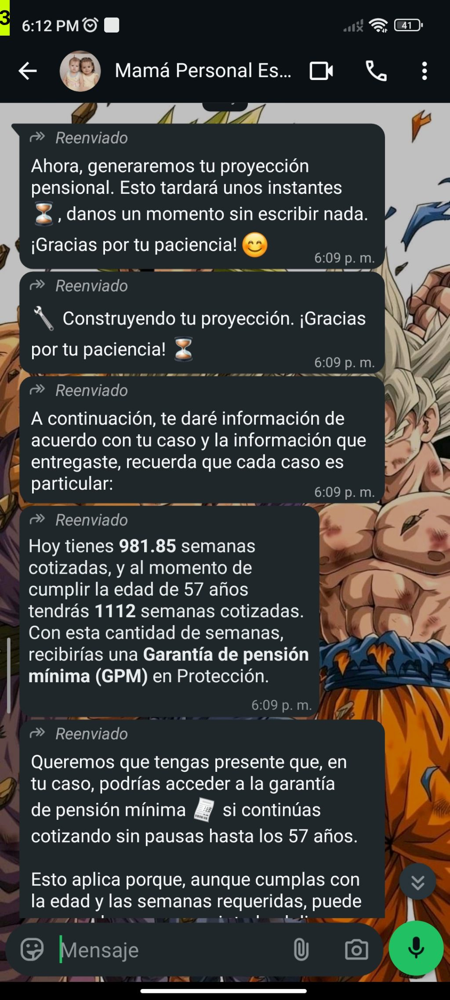 3
6:12 PM
41
Mamá Personal Es...
Reenviado
Ahora, generaremos tu proyección
pensional. Esto tardará unos instantes
⏳, danos un momento sin escribir nada.
¡Gracias por tu paciencia! 😊
6:09 p. m.
Reenviado
🔧 Construyendo tu proyección. ¡Gracias
por tu paciencia! ⏳
6:09 p. m.
Reenviado
A continuación, te daré información de
acuerdo con tu caso y la información que
entregaste, recuerda que cada caso es
particular:
6:09 p. m.
Reenviado
Hoy tienes 981.85 semanas
cotizadas, y al momento de
cumplir la edad de 57 años
tendrás 1112 semanas cotizadas.
Con esta cantidad de semanas,
recibirías una Garantía de pensión
mínima (GPM) en Protección.
6:09 p. m.
Reenviado
Queremos que tengas presente que, en
tu caso, podrías acceder a la garantía
de pensión mínima 🧾 si continúas
cotizando sin pausas hasta los 57 años.
Esto aplica porque, aunque cumplas con
la edad y las semanas requeridas, puede
Mensaje